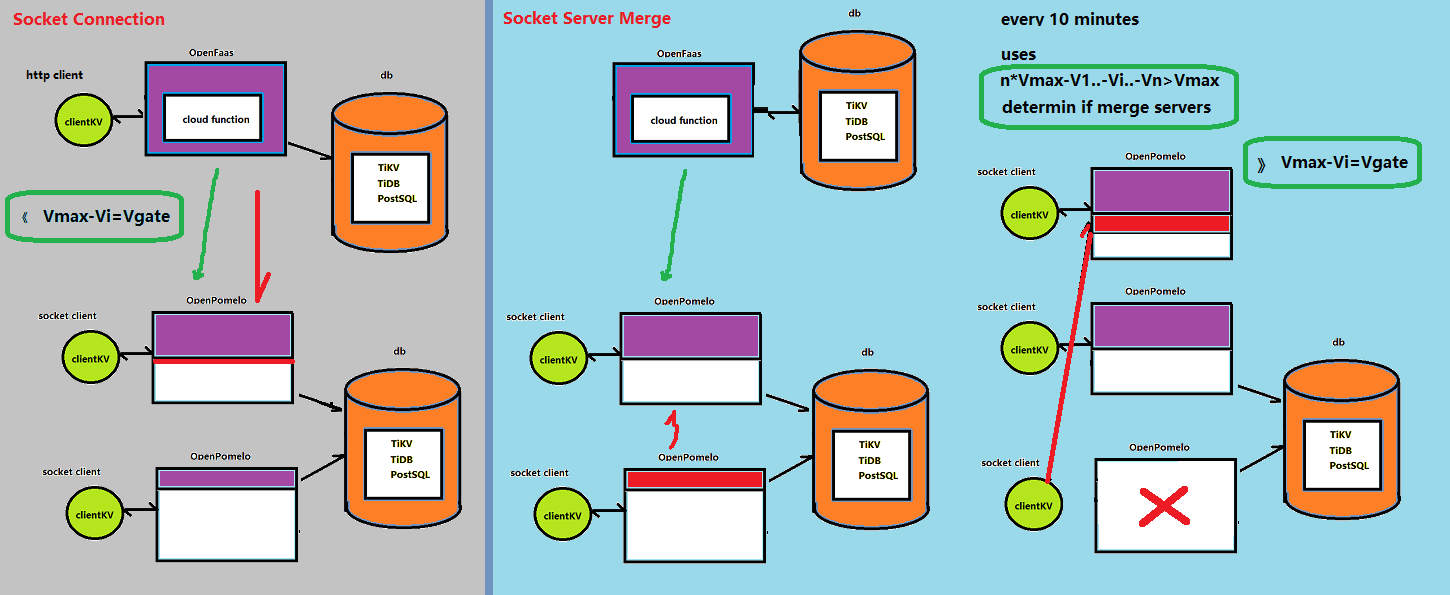 Socket Connection
OpenFaas
http client
db
clientKV
cloud function
TiKV
TiDB
PostSQL
《 Vmax-Vi=Vgate
OpenPomelo
socket client
clientKV
db
TiKV
TiDB
PostSQL
OpenPomelo
socket client
clientKV
Socket Server Merge
OpenFaas
db
cloud function
TiKV
TiDB
PostSQL
OpenPomelo
socket client
clientKV
db
TiKV
TiDB
PostSQL
OpenPomelo
socket client
clientKV
every 10 minutes
uses
n*Vmax-V1..-Vi..-Vn>Vmax
determin if merge servers
》 Vmax-Vi=Vgate
OpenPomelo
socket client
clientKV
OpenPomelo
socket client
clientKV
db
TiKV
TiDB
PostSQL
OpenPomelo
socket client
clientKV